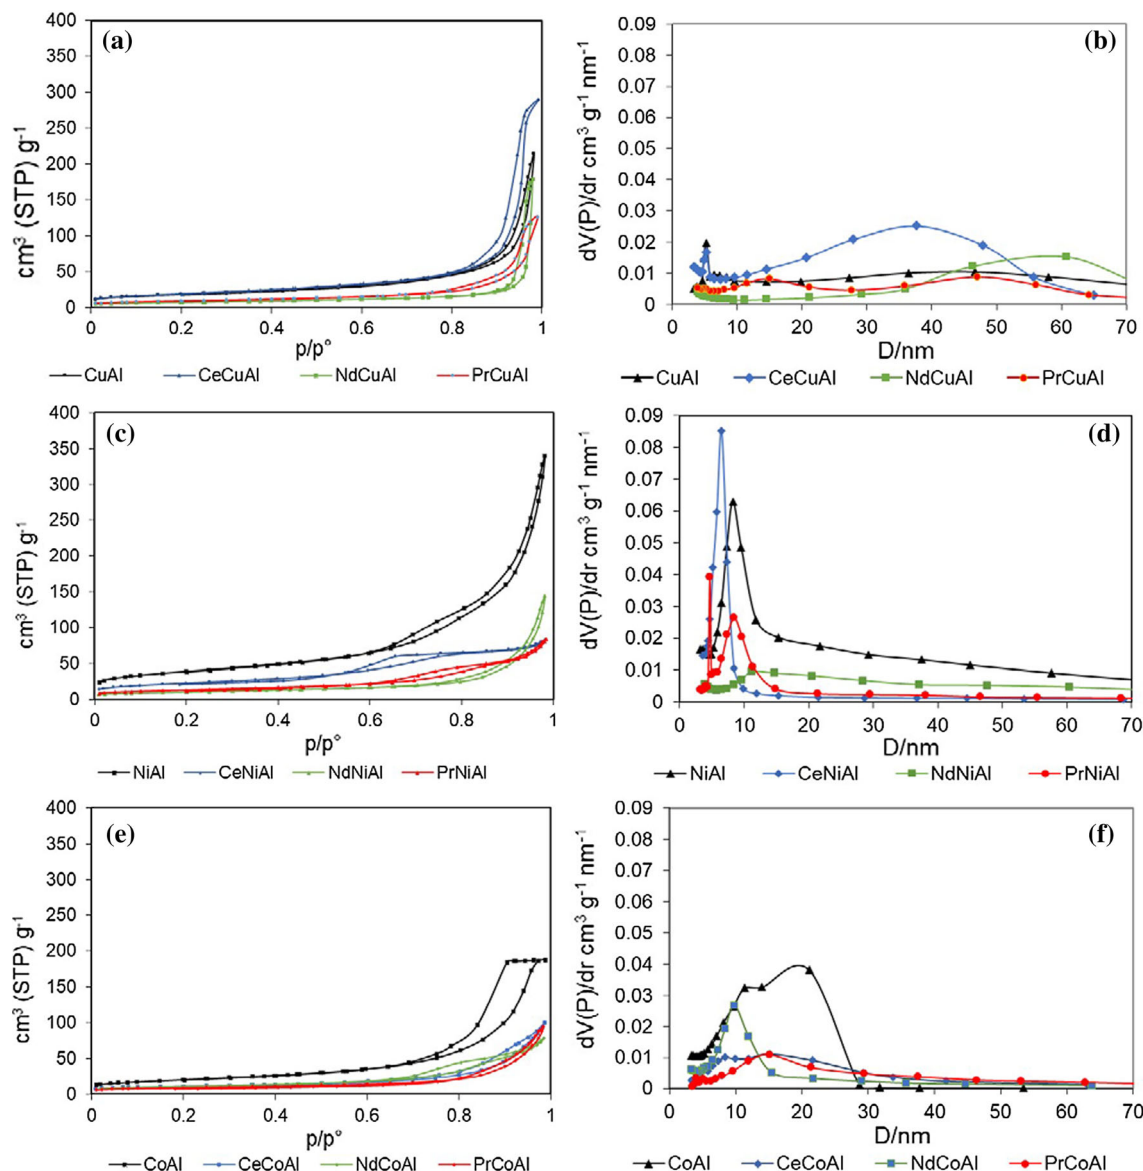 (a)
400
350
300
250
200
150
100
50
0
cm³ (STP) g⁻¹
0 0.2 0.4 0.6 0.8 1
p/p°
CuAl CeCuAl NdCuAl PrCuAl
(b)
0.09
0.08
0.07
0.06
0.05
0.04
0.03
0.02
0.01
0
dV(P)/dr cm³ g⁻¹ nm⁻¹
0 10 20 30 40 50 60 70
D/nm
CuAl CeCuAl NdCuAl PrCuAl
(c)
400
350
300
250
200
150
100
50
0
cm³ (STP) g⁻¹
0 0.2 0.4 0.6 0.8 1
p/p°
NiAl CeNiAl NdNiAl PrNiAl
(d)
0.09
0.08
0.07
0.06
0.05
0.04
0.03
0.02
0.01
0
dV(P)/dr cm³ g⁻¹ nm⁻¹
0 10 20 30 40 50 60 70
D/nm
NiAl CeNiAl NdNiAl PrNiAl
(e)
400
350
300
250
200
150
100
50
0
cm³ (STP) g⁻¹
0 0.2 0.4 0.6 0.8 1
p/p°
CoAl CeCoAl NdCoAl PrCoAl
(f)
0.09
0.08
0.07
0.06
0.05
0.04
0.03
0.02
0.01
0
dV(P)/dr cm³ g⁻¹ nm⁻¹
0 10 20 30 40 50 60 70
D/nm
CoAl CeCoAl NdCoAl PrCoAl